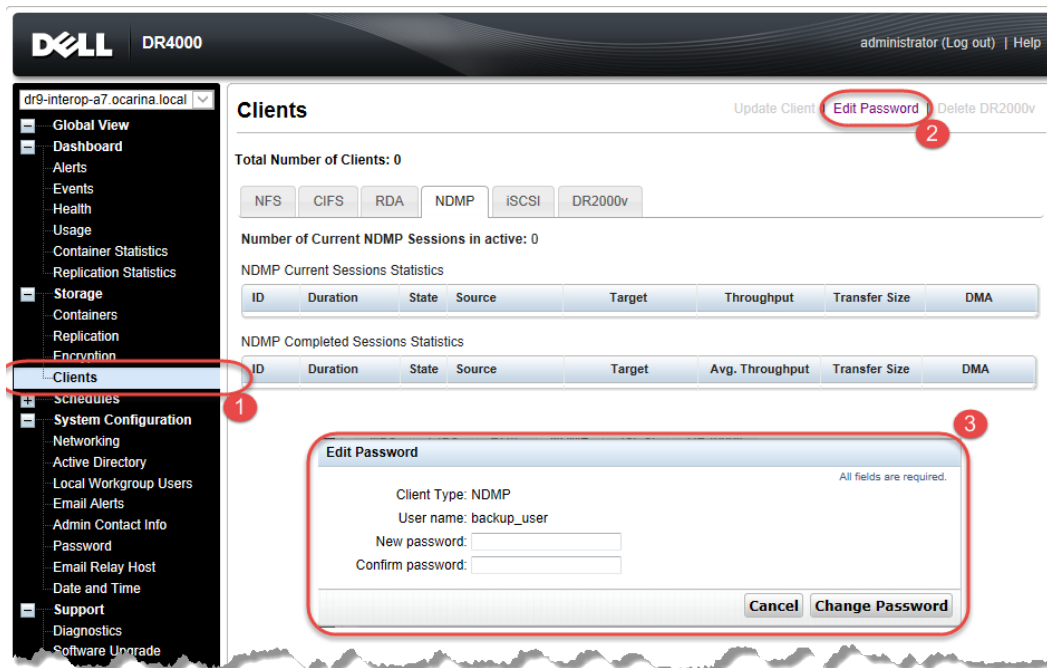 DELL DR4000
administrator (Log out) | Help
dr9-interop-a7.ocarina.local
Global View
Dashboard
Alerts
Events
Health
Usage
Container Statistics
Replication Statistics
Storage
Containers
Replication
Encryption
Clients
Schedules
System Configuration
Networking
Active Directory
Local Workgroup Users
Email Alerts
Admin Contact Info
Password
Email Relay Host
Date and Time
Support
Diagnostics
Software Upgrade
1
Clients
Update Client | Edit Password | Delete DR2000v
2
Total Number of Clients: 0
NFS CIFS RDA NDMP iSCSI DR2000v
Number of Current NDMP Sessions in active: 0
NDMP Current Sessions Statistics
ID Duration State Source Target Throughput Transfer Size DMA
NDMP Completed Sessions Statistics
ID Duration State Source Target Avg. Throughput Transfer Size DMA
3
Edit Password
All fields are required.
Client Type: NDMP
User name: backup_user
New password:
Confirm password:
Cancel Change Password